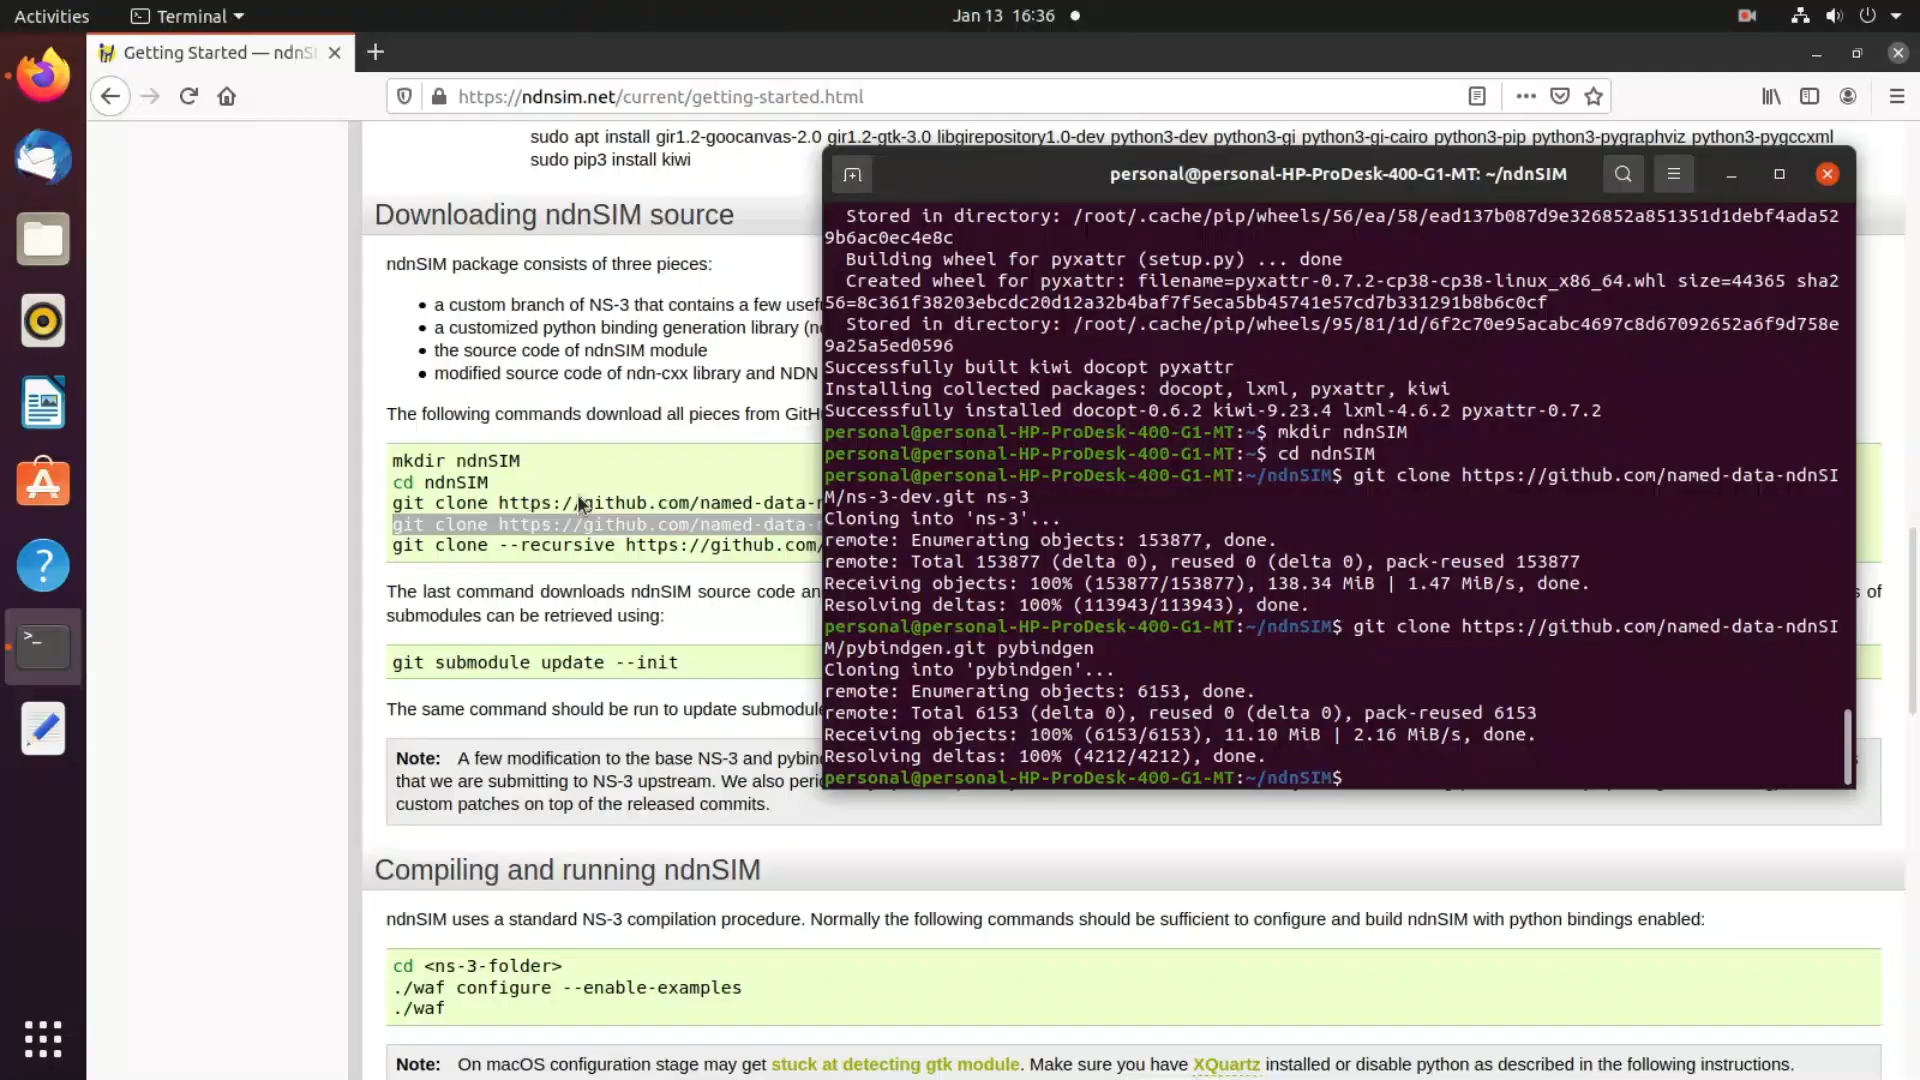 Activities
Terminal
Jan 13 16:36
Getting Started — ndnSI
https://ndnsim.net/current/getting-started.html
sudo apt install gir1.2-goocanvas-2.0 gir1.2-gtk-3.0 libgirepository1.0-dev python3-dev python3-gi python3-gi-cairo python3-pip python3-pygraphviz python3-pygccxml
sudo pip3 install kiwi
Downloading ndnSIM source
ndnSIM package consists of three pieces:
a custom branch of NS-3 that contains a few usefu
a customized python binding generation library (ne
the source code of ndnSIM module
modified source code of ndn-cxx library and NDN
The following commands download all pieces from GitHu
mkdir ndnSIM
cd ndnSIM
git clone https://github.com/named-data-n
git clone https://github.com/named-data-n
git clone --recursive https://github.com/
The last command downloads ndnSIM source code an
s of
submodules can be retrieved using:
git submodule update --init
The same command should be run to update submodule
Note: A few modification to the base NS-3 and pybin
that we are submitting to NS-3 upstream. We also peri
custom patches on top of the released commits.
Compiling and running ndnSIM
ndnSIM uses a standard NS-3 compilation procedure. Normally the following commands should be sufficient to configure and build ndnSIM with python bindings enabled:
cd <ns-3-folder>
./waf configure --enable-examples
./waf
Note: On macOS configuration stage may get stuck at detecting gtk module. Make sure you have XQuartz installed or disable python as described in the following instructions.
personal@personal-HP-ProDesk-400-G1-MT: ~/ndnSIM
Stored in directory: /root/.cache/pip/wheels/56/ea/58/ead137b087d9e326852a851351d1debf4ada52
9b6ac0ec4e8c
Building wheel for pyxattr (setup.py) ... done
Created wheel for pyxattr: filename=pyxattr-0.7.2-cp38-cp38-linux_x86_64.whl size=44365 sha2
56=8c361f38203ebcdc20d12a32b4baf7f5eca5bb45741e57cd7b331291b8b6c0cf
Stored in directory: /root/.cache/pip/wheels/95/81/1d/6f2c70e95acabc4697c8d67092652a6f9d758e
9a25a5ed0596
Successfully built kiwi docopt pyxattr
Installing collected packages: docopt, lxml, pyxattr, kiwi
Successfully installed docopt-0.6.2 kiwi-9.23.4 lxml-4.6.2 pyxattr-0.7.2
personal@personal-HP-ProDesk-400-G1-MT:~$ mkdir ndnSIM
personal@personal-HP-ProDesk-400-G1-MT:~$ cd ndnSIM
personal@personal-HP-ProDesk-400-G1-MT:~/ndnSIM$ git clone https://github.com/named-data-ndnSI
M/ns-3-dev.git ns-3
Cloning into 'ns-3'...
remote: Enumerating objects: 153877, done.
remote: Total 153877 (delta 0), reused 0 (delta 0), pack-reused 153877
Receiving objects: 100% (153877/153877), 138.34 MiB | 1.47 MiB/s, done.
Resolving deltas: 100% (113943/113943), done.
personal@personal-HP-ProDesk-400-G1-MT:~/ndnSIM$ git clone https://github.com/named-data-ndnSI
M/pybindgen.git pybindgen
Cloning into 'pybindgen'...
remote: Enumerating objects: 6153, done.
remote: Total 6153 (delta 0), reused 0 (delta 0), pack-reused 6153
Receiving objects: 100% (6153/6153), 11.10 MiB | 2.16 MiB/s, done.
Resolving deltas: 100% (4212/4212), done.
personal@personal-HP-ProDesk-400-G1-MT:~/ndnSIM$